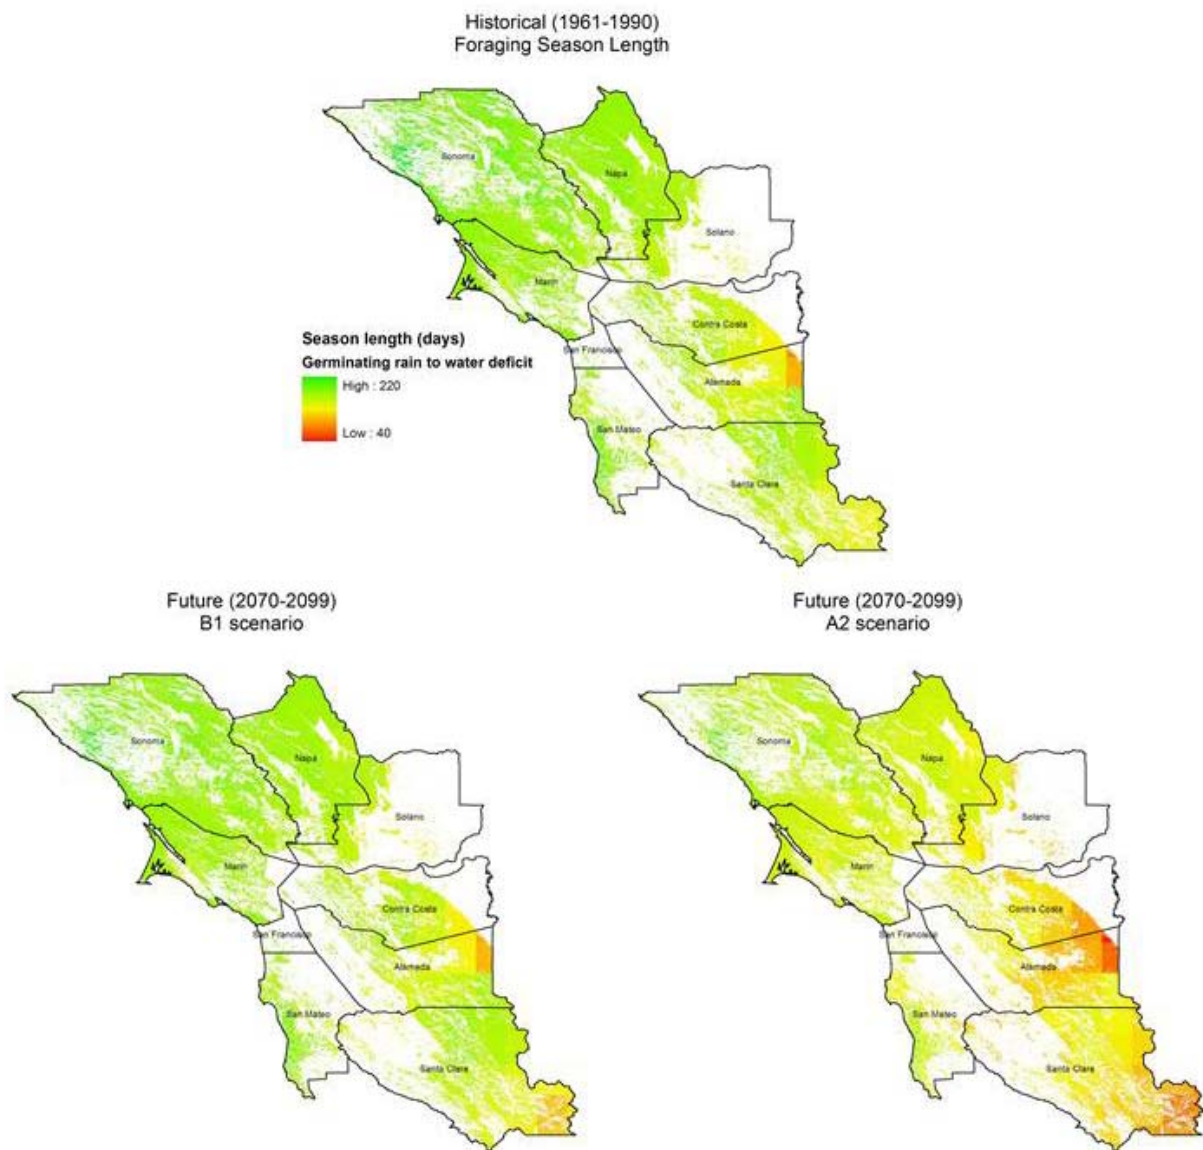 Historical (1961-1990)
Foraging Season Length
Sonoma
Napa
Solano
Marin
Contra Costa
San Francisco
Alameda
San Mateo
Santa Clara
Season length (days)
Germinating rain to water deficit
High : 220
Low : 40
Future (2070-2099)
B1 scenario
Sonoma
Napa
Solano
Marin
Contra Costa
San Francisco
Alameda
San Mateo
Santa Clara
Future (2070-2099)
A2 scenario
Sonoma
Napa
Solano
Marin
Contra Costa
San Francisco
Alameda
San Mateo
Santa Clara